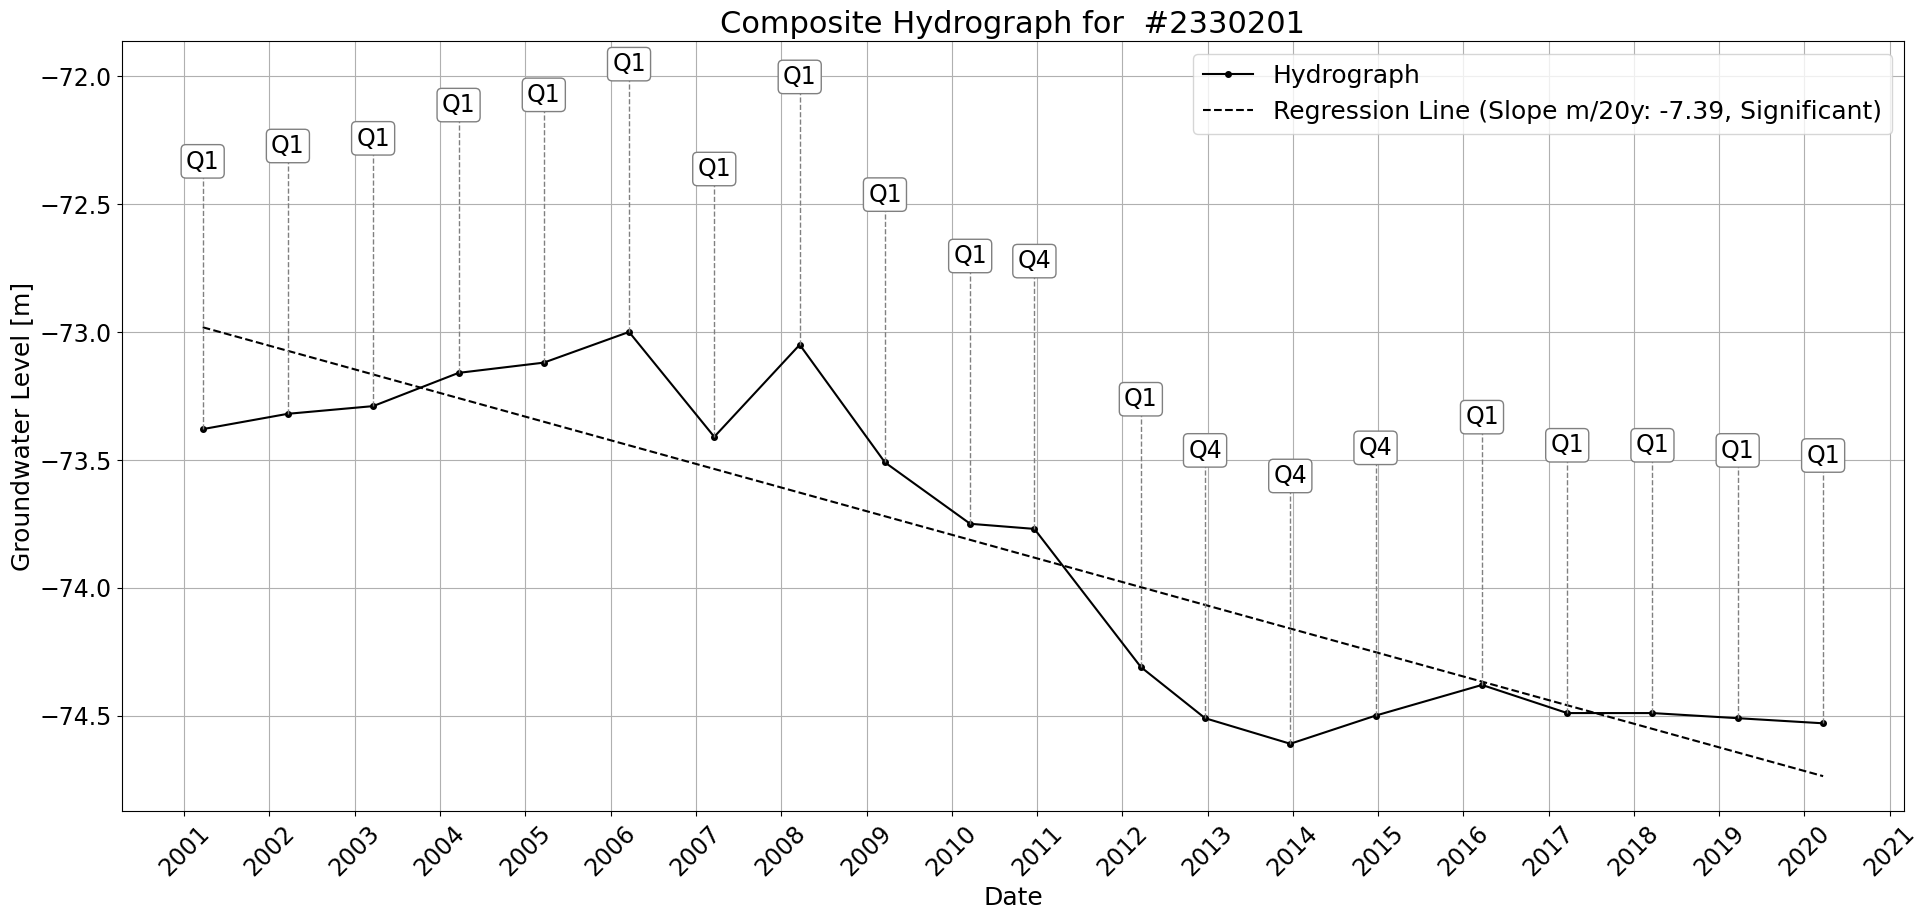 Composite Hydrograph for  #2330201
Hydrograph
Regression Line (Slope m/20y: -7.39, Significant)
Groundwater Level [m]
−72.0
−72.5
−73.0
−73.5
−74.0
−74.5
Q1
Q1
Q1
Q1
Q1
Q1
Q1
Q1
Q1
Q1
Q4
Q1
Q4
Q4
Q4
Q1
Q1
Q1
Q1
Q1
2001
2002
2003
2004
2005
2006
2007
2008
2009
2010
2011
2012
2013
2014
2015
2016
2017
2018
2019
2020
2021
Date